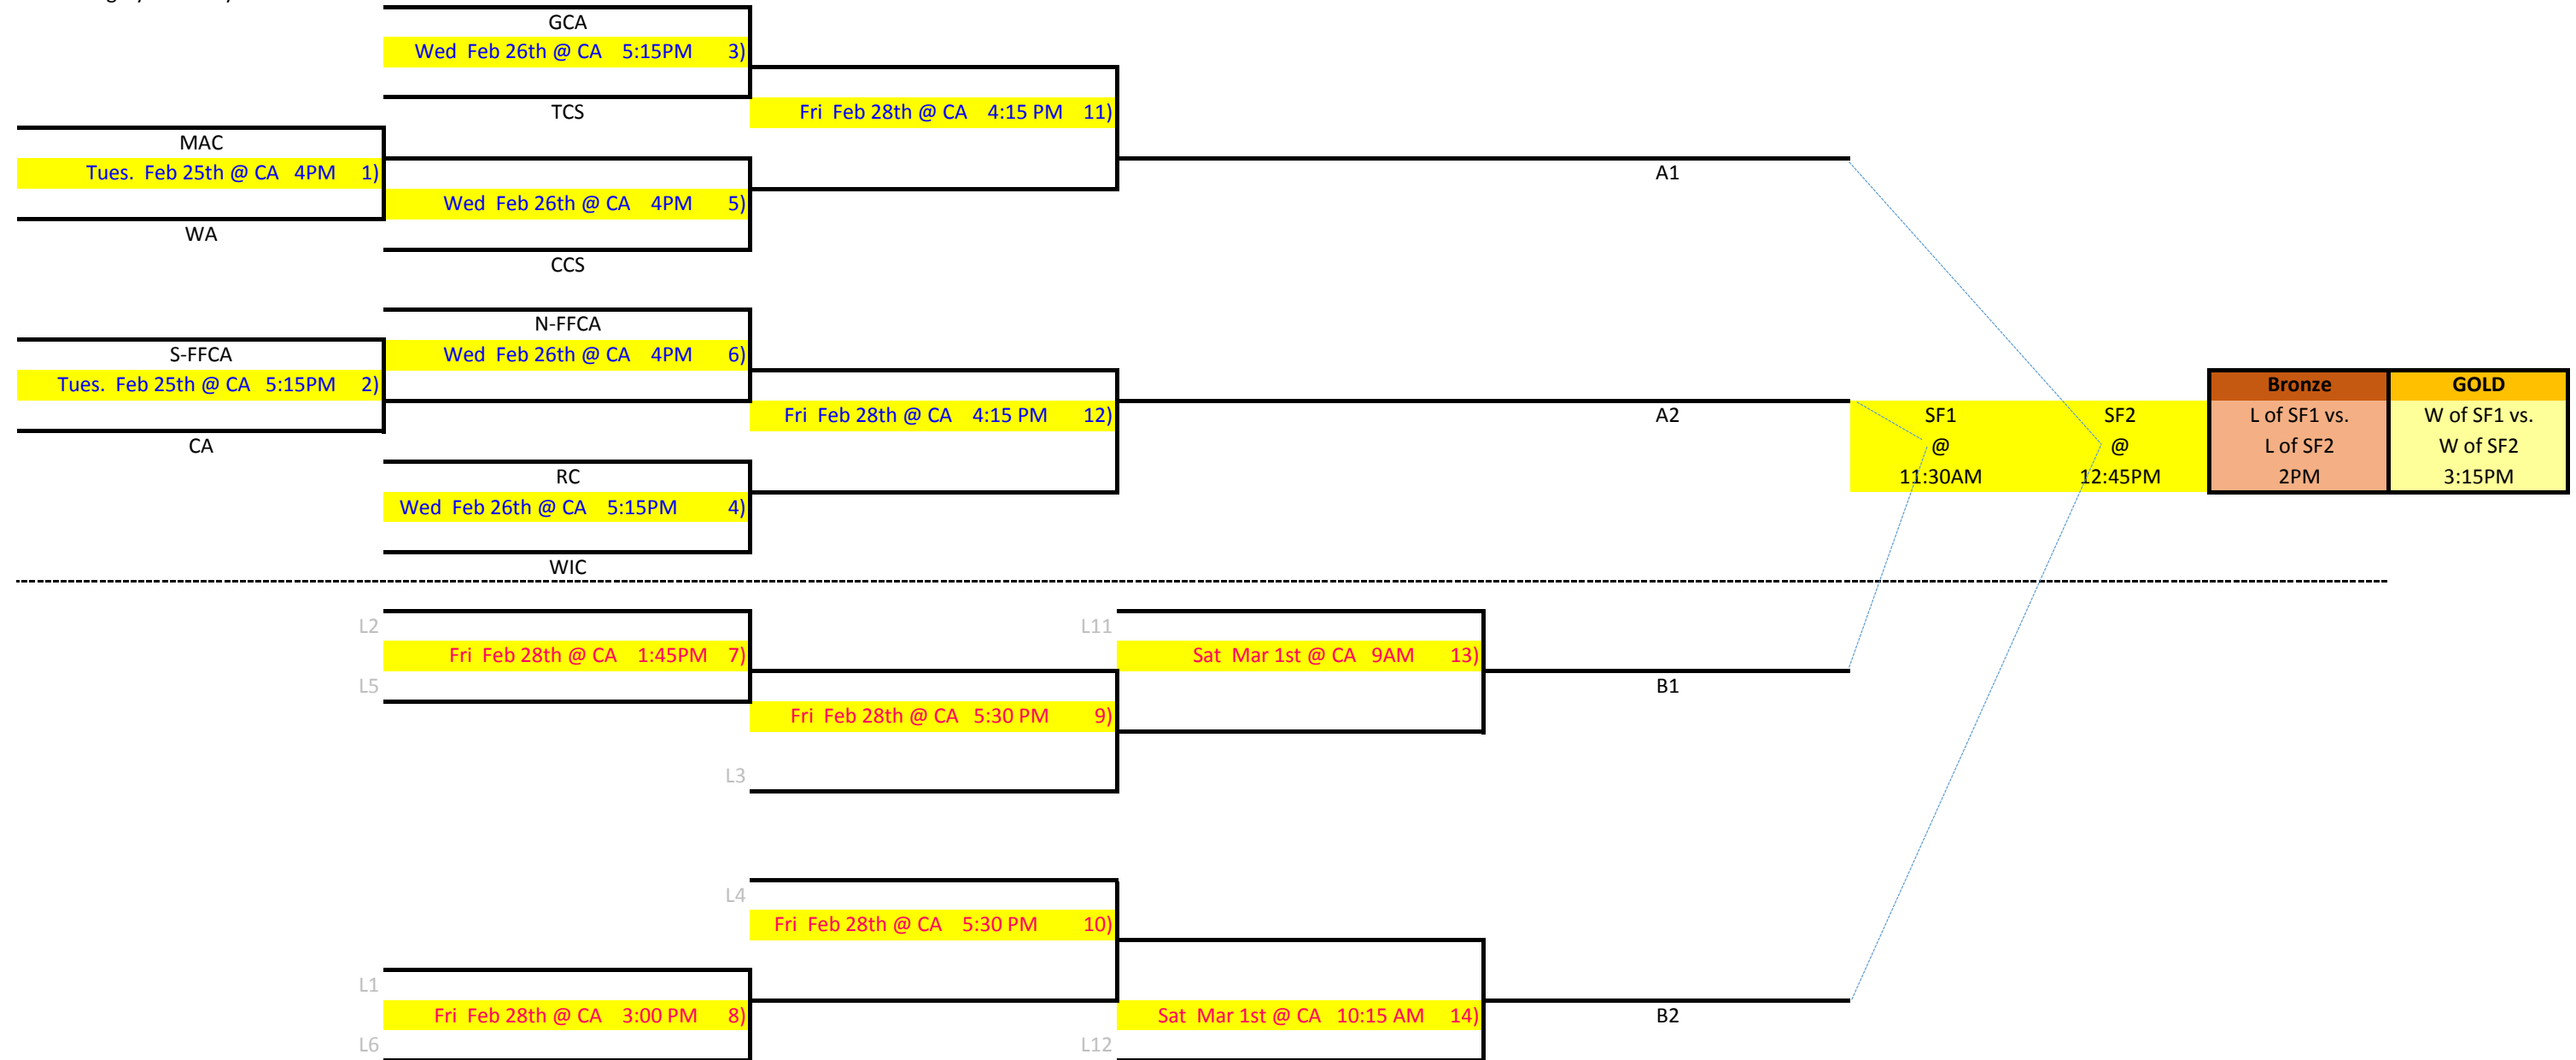 GCA
Wed Feb 26th @ CA 5:15PM 3)
TCS
Fri Feb 28th @ CA 4:15 PM 11)
MAC
Tues. Feb 25th @ CA 4PM 1)
A1
Wed Feb 26th @ CA 4PM 5)
WA
CCS
N-FFCA
S-FFCA
Wed Feb 26th @ CA 4PM 6)
Tues. Feb 25th @ CA 5:15PM 2)
Bronze GOLD
Fri Feb 28th @ CA 4:15 PM 12)
A2
SF1 SF2
L of SF1 vs. W of SF1 vs.
CA
@ @
L of SF2 W of SF2
RC
11:30AM 12:45PM
2PM 3:15PM
Wed Feb 26th @ CA 5:15PM 4)
WIC
L2
L11
Fri Feb 28th @ CA 1:45PM 7)
Sat Mar 1st @ CA 9AM 13)
L5
B1
Fri Feb 28th @ CA 5:30 PM 9)
L3
L4
Fri Feb 28th @ CA 5:30 PM 10)
L1
Fri Feb 28th @ CA 3:00 PM 8)
Sat Mar 1st @ CA 10:15 AM 14)
B2
L6
L12